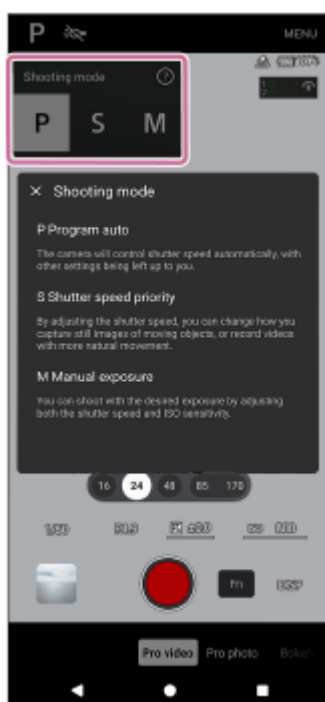 P
MENU
Shooting mode
?
P S M
× Shooting mode
P Program auto
The camera will control shutter speed automatically, with
other settings being left up to you.
S Shutter speed priority
By adjusting the shutter speed, you can change how you
capture still images of moving objects, or record videos
with more natural movement.
M Manual exposure
You can shoot with the desired exposure by adjusting
both the shutter speed and ISO sensitivity.
16 24 48 85 170
Fn DISP
Pro video Pro photo Bokeh